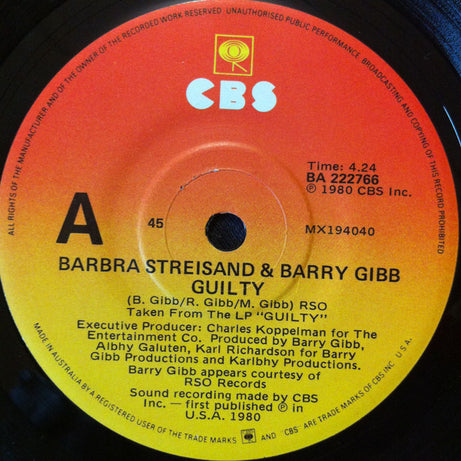 ALL RIGHTS OF THE MANUFACTURER AND OF THE OWNER OF THE RECORDED WORK RESERVED UNAUTHORISED PUBLIC PERFORMANCE, BROADCASTING AND COPYING OF THIS RECORD PROHIBITED
CBS
Time: 4.24
BA 222766
℗ 1980 CBS Inc.
A
45
MX194040
BARBRA STREISAND & BARRY GIBB
GUILTY
(B. Gibb/R. Gibb/M. Gibb) RSO
Taken From The LP "GUILTY"
Executive Producer: Charles Koppelman for The
Entertainment Co. Produced by Barry Gibb,
Albhy Galuten, Karl Richardson for Barry
Gibb Productions and Karlbhy Productions.
Barry Gibb appears courtesy of
RSO Records
Sound recording made by CBS
Inc. — first published ℗ in
U.S.A. 1980
MADE IN AUSTRALIA BY A REGISTERED USER OF THE TRADE MARKS AND "CBS" ARE TRADE MARKS OF CBS INC. U.S.A.